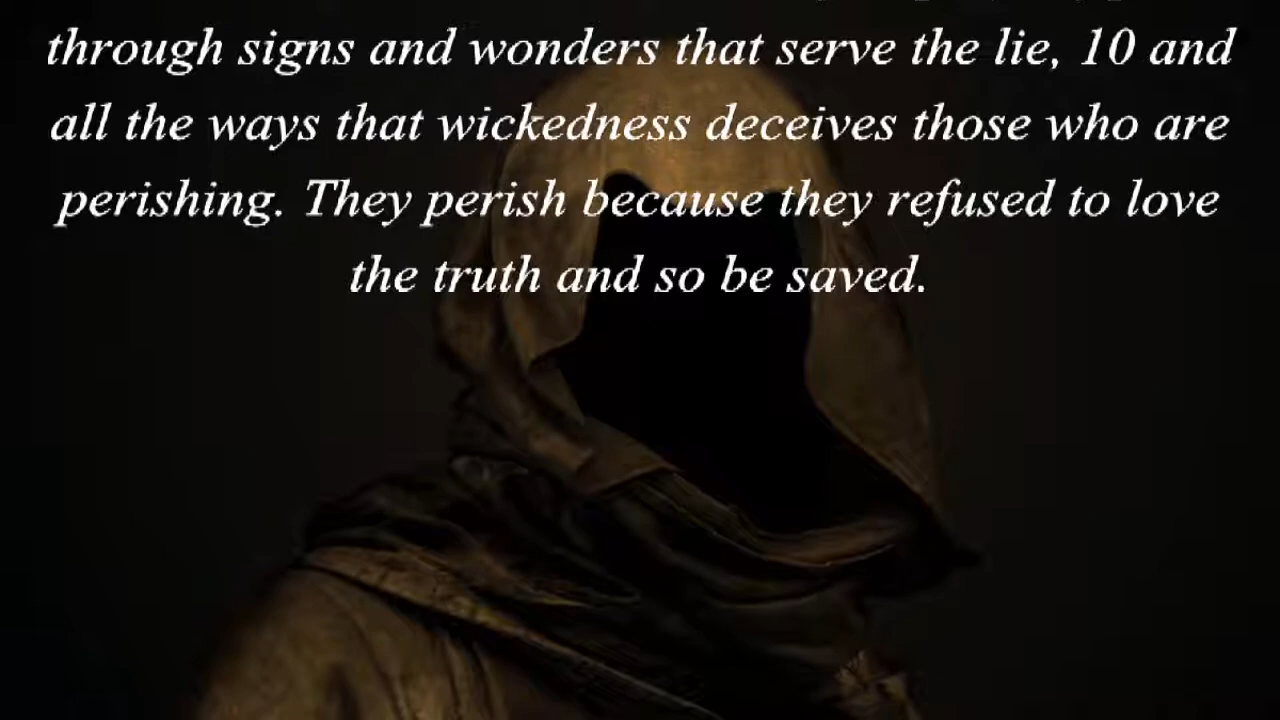 through signs and wonders that serve the lie, 10 and
all the ways that wickedness deceives those who are
perishing. They perish because they refused to love
the truth and so be saved.